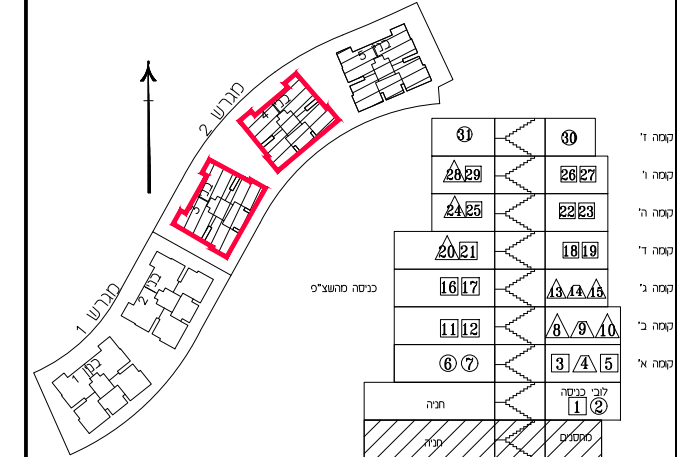 מגרש 2
בנין 5
בנין 4
בנין 3
מגרש 1
בנין 2
בנין 1
31 30 קומה ז'
28 29 26 27 קומה ו'
24 25 22 23 קומה ה'
20 21 18 19 קומה ד'
כניסה מהשצ"פ 16 17 13 14 15 קומה ג'
11 12 8 9 10 קומה ב'
6 7 3 4 5 קומה א'
חניה לובי כניסה
1 2
חניה מחסנים